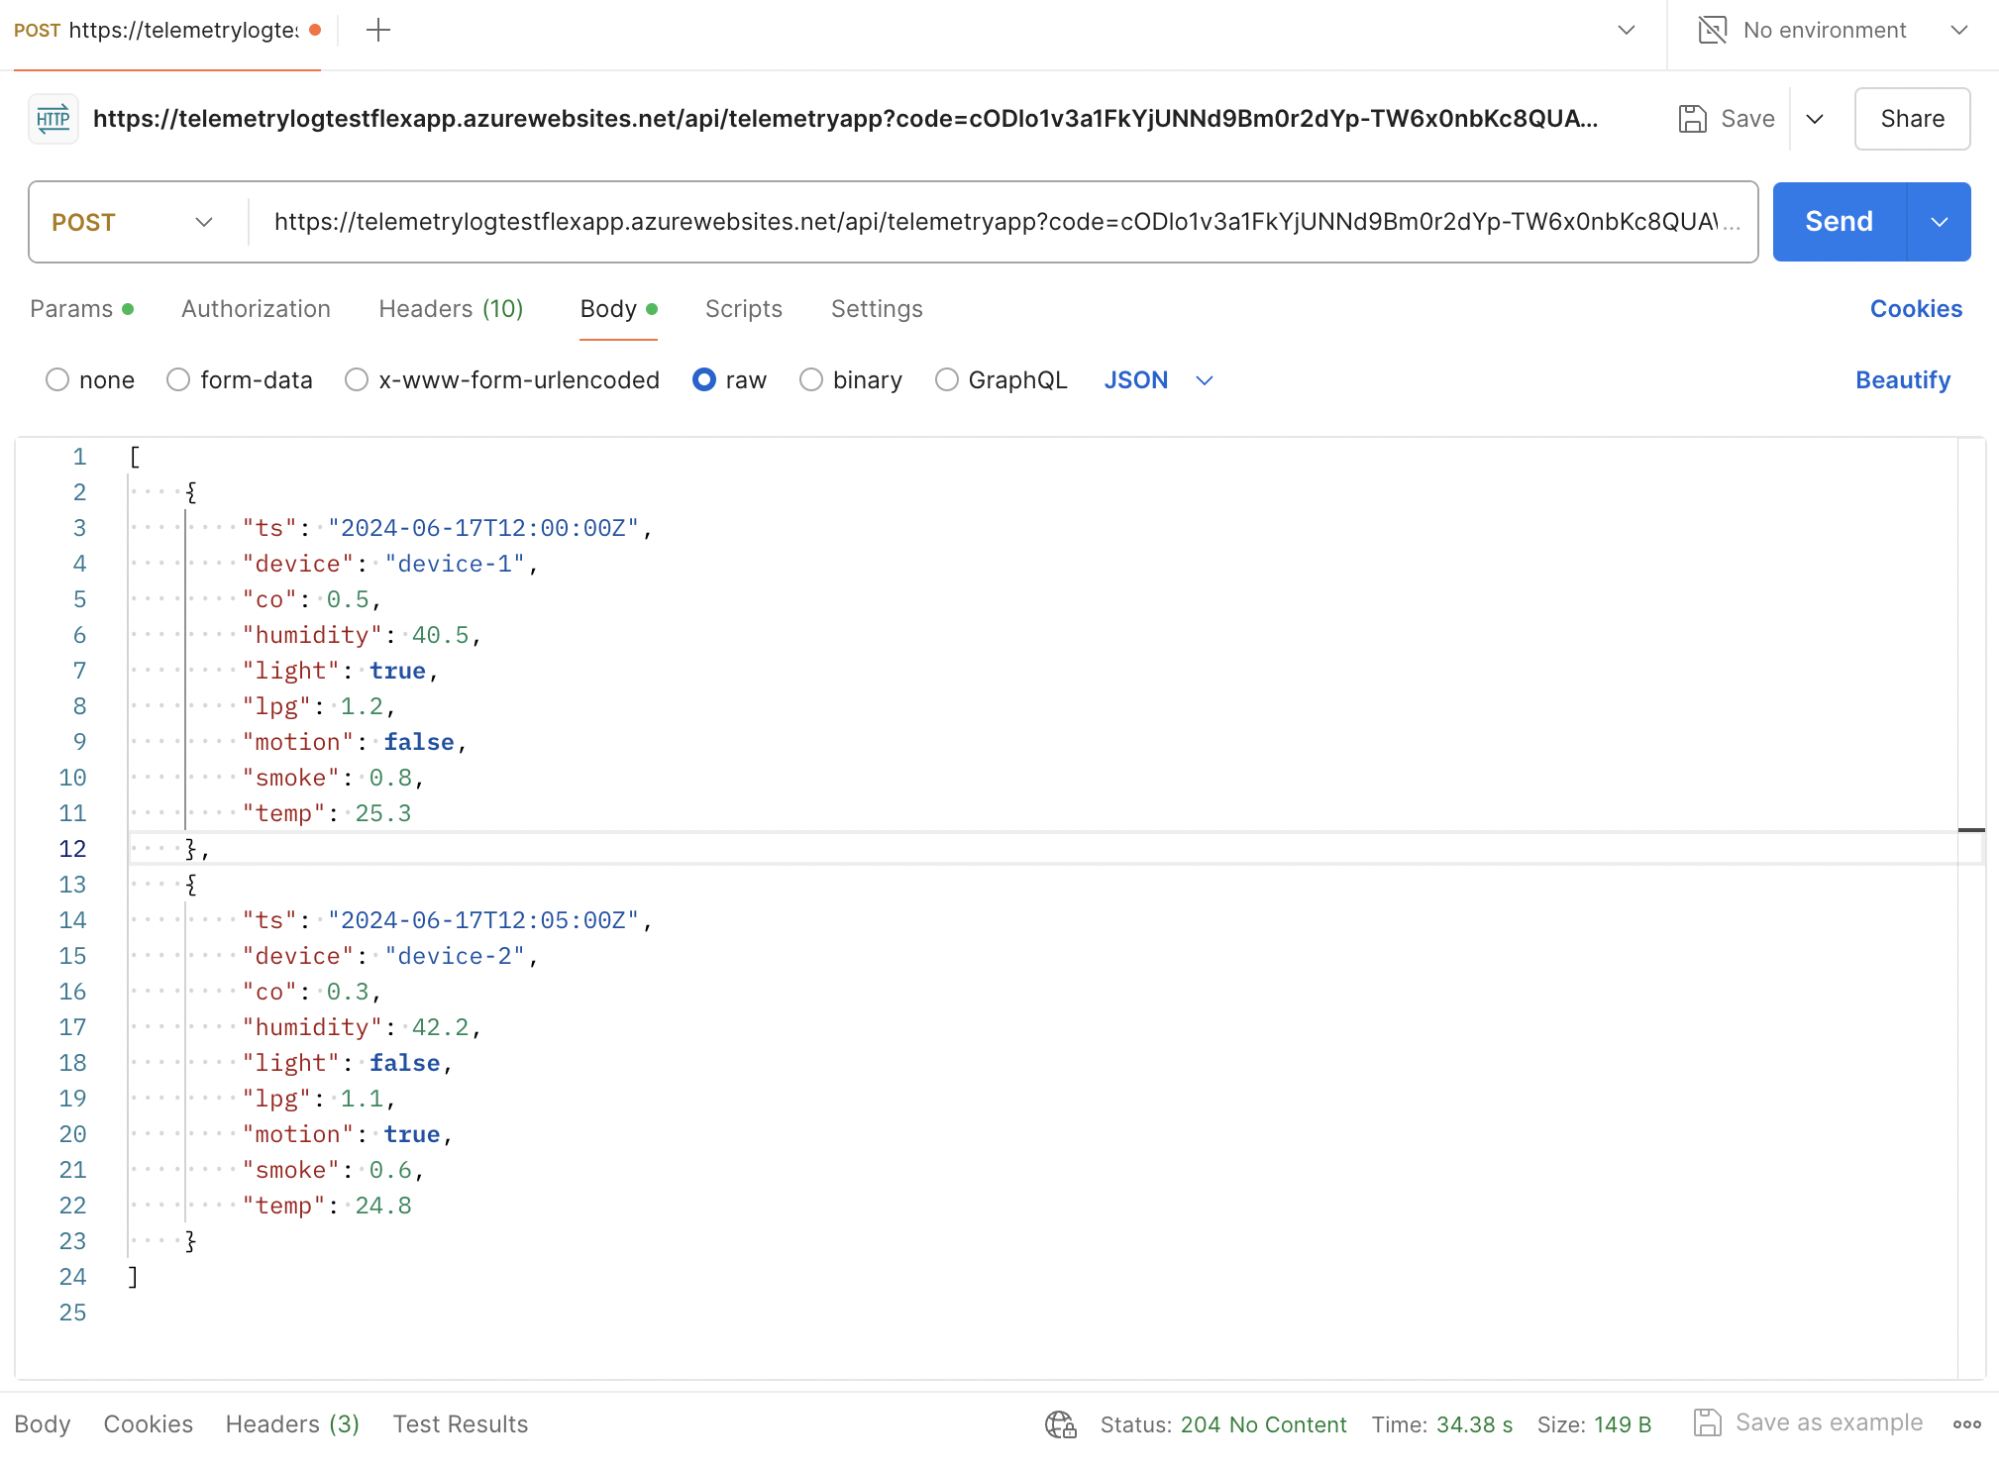 POST https://telemetrylogtes
No environment
HTTP https://telemetrylogtestflexapp.azurewebsites.net/api/telemetryapp?code=cODlo1v3a1FkYjUNNd9Bm0r2dYp-TW6x0nbKc8QUA... Save Share
POST https://telemetrylogtestflexapp.azurewebsites.net/api/telemetryapp?code=cODlo1v3a1FkYjUNNd9Bm0r2dYp-TW6x0nbKc8QUA... Send
Params Authorization Headers (10) Body Scripts Settings Cookies
none form-data x-www-form-urlencoded raw binary GraphQL JSON Beautify
1 [
2 {
3 "ts": "2024-06-17T12:00:00Z",
4 "device": "device-1",
5 "co": 0.5,
6 "humidity": 40.5,
7 "light": true,
8 "lpg": 1.2,
9 "motion": false,
10 "smoke": 0.8,
11 "temp": 25.3
12 },
13 {
14 "ts": "2024-06-17T12:05:00Z",
15 "device": "device-2",
16 "co": 0.3,
17 "humidity": 42.2,
18 "light": false,
19 "lpg": 1.1,
20 "motion": true,
21 "smoke": 0.6,
22 "temp": 24.8
23 }
24 ]
25
Body Cookies Headers (3) Test Results Status: 204 No Content Time: 34.38 s Size: 149 B Save as example